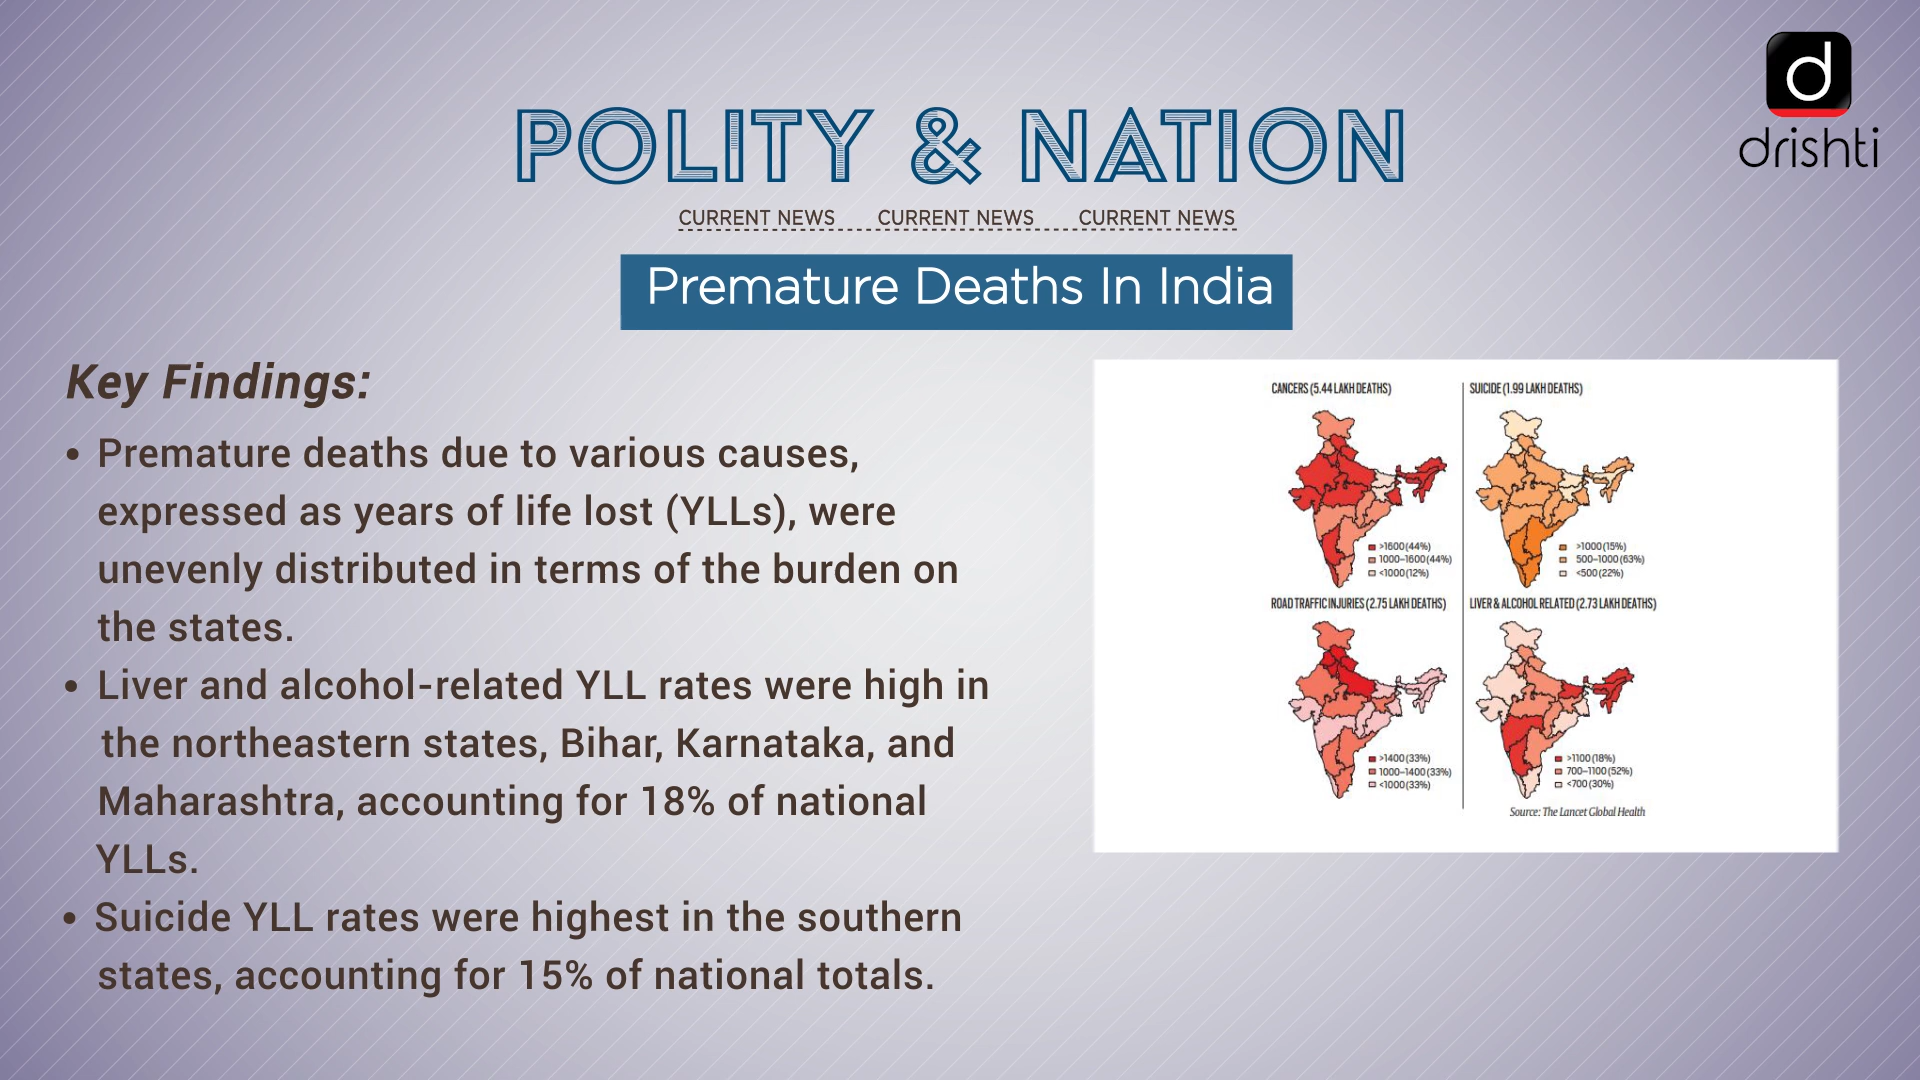 d
drishti
POLITY & NATION
CURRENT NEWS CURRENT NEWS CURRENT NEWS
Premature Deaths In India
Key Findings:
• Premature deaths due to various causes,
expressed as years of life lost (YLLs), were
unevenly distributed in terms of the burden on
the states.
• Liver and alcohol-related YLL rates were high in
the northeastern states, Bihar, Karnataka, and
Maharashtra, accounting for 18% of national
YLLs.
• Suicide YLL rates were highest in the southern
states, accounting for 15% of national totals.
CANCERS (5.44 LAKH DEATHS)
>1600(44%)
1000–1600(44%)
<1000(12%)
SUICIDE (1.99 LAKH DEATHS)
>1000(15%)
500–1000(63%)
<500(22%)
ROAD TRAFFIC INJURIES (2.75 LAKH DEATHS)
>1400(33%)
1000–1400(33%)
<1000(33%)
LIVER & ALCOHOL RELATED (2.73 LAKH DEATHS)
>1100(18%)
700–1100(52%)
<700(30%)
Source: The Lancet Global Health